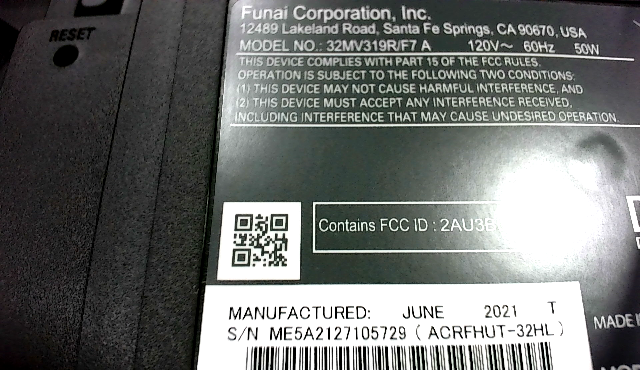 RESET
Funai Corporation, Inc.
12489 Lakeland Road, Santa Fe Springs, CA 90670, USA
MODEL NO.: 32MV319R/F7 A 120V～ 60Hz 50W
THIS DEVICE COMPLIES WITH PART 15 OF THE FCC RULES.
OPERATION IS SUBJECT TO THE FOLLOWING TWO CONDITIONS:
(1) THIS DEVICE MAY NOT CAUSE HARMFUL INTERFERENCE, AND
(2) THIS DEVICE MUST ACCEPT ANY INTERFERENCE RECEIVED,
INCLUDING INTERFERENCE THAT MAY CAUSE UNDESIRED OPERATION.
Contains FCC ID :
MANUFACTURED: JUNE 2021 T
S/N ME5A2127105729 ( ACRFHUT-32HL )
MADE